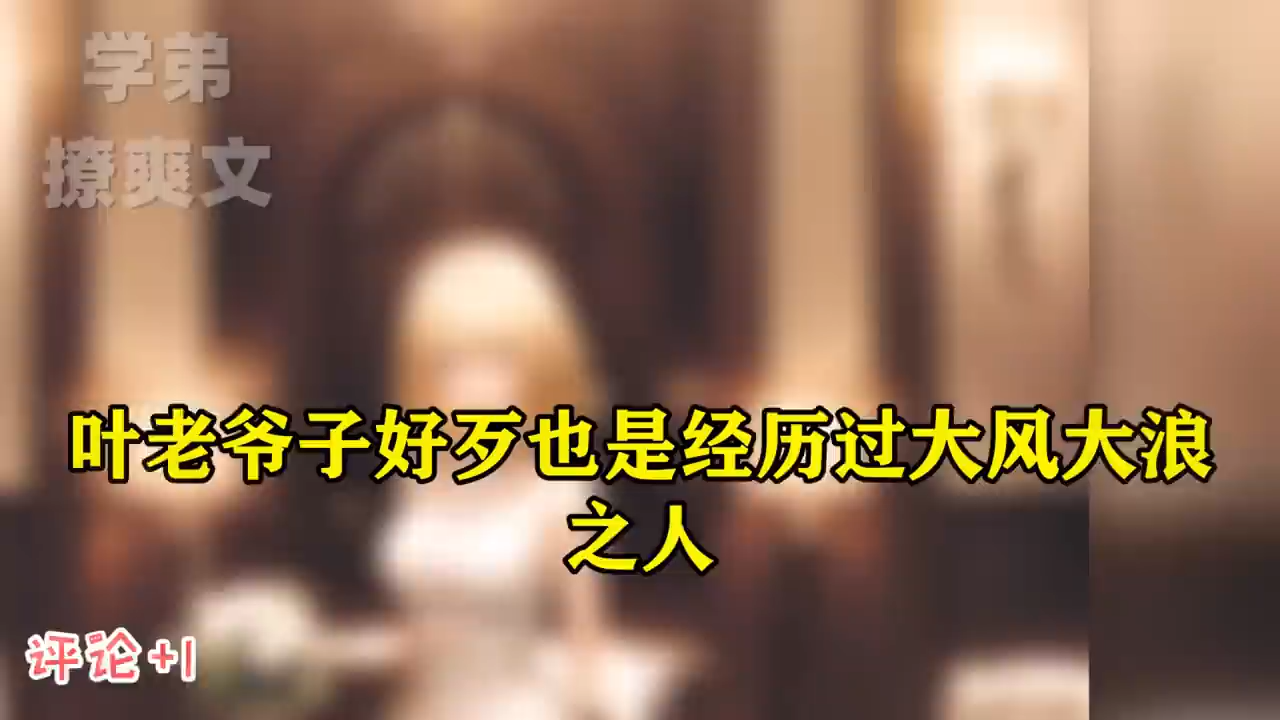 学弟
撩爽文
叶老爷子好歹也是经历过大风大浪
之人
评论+1